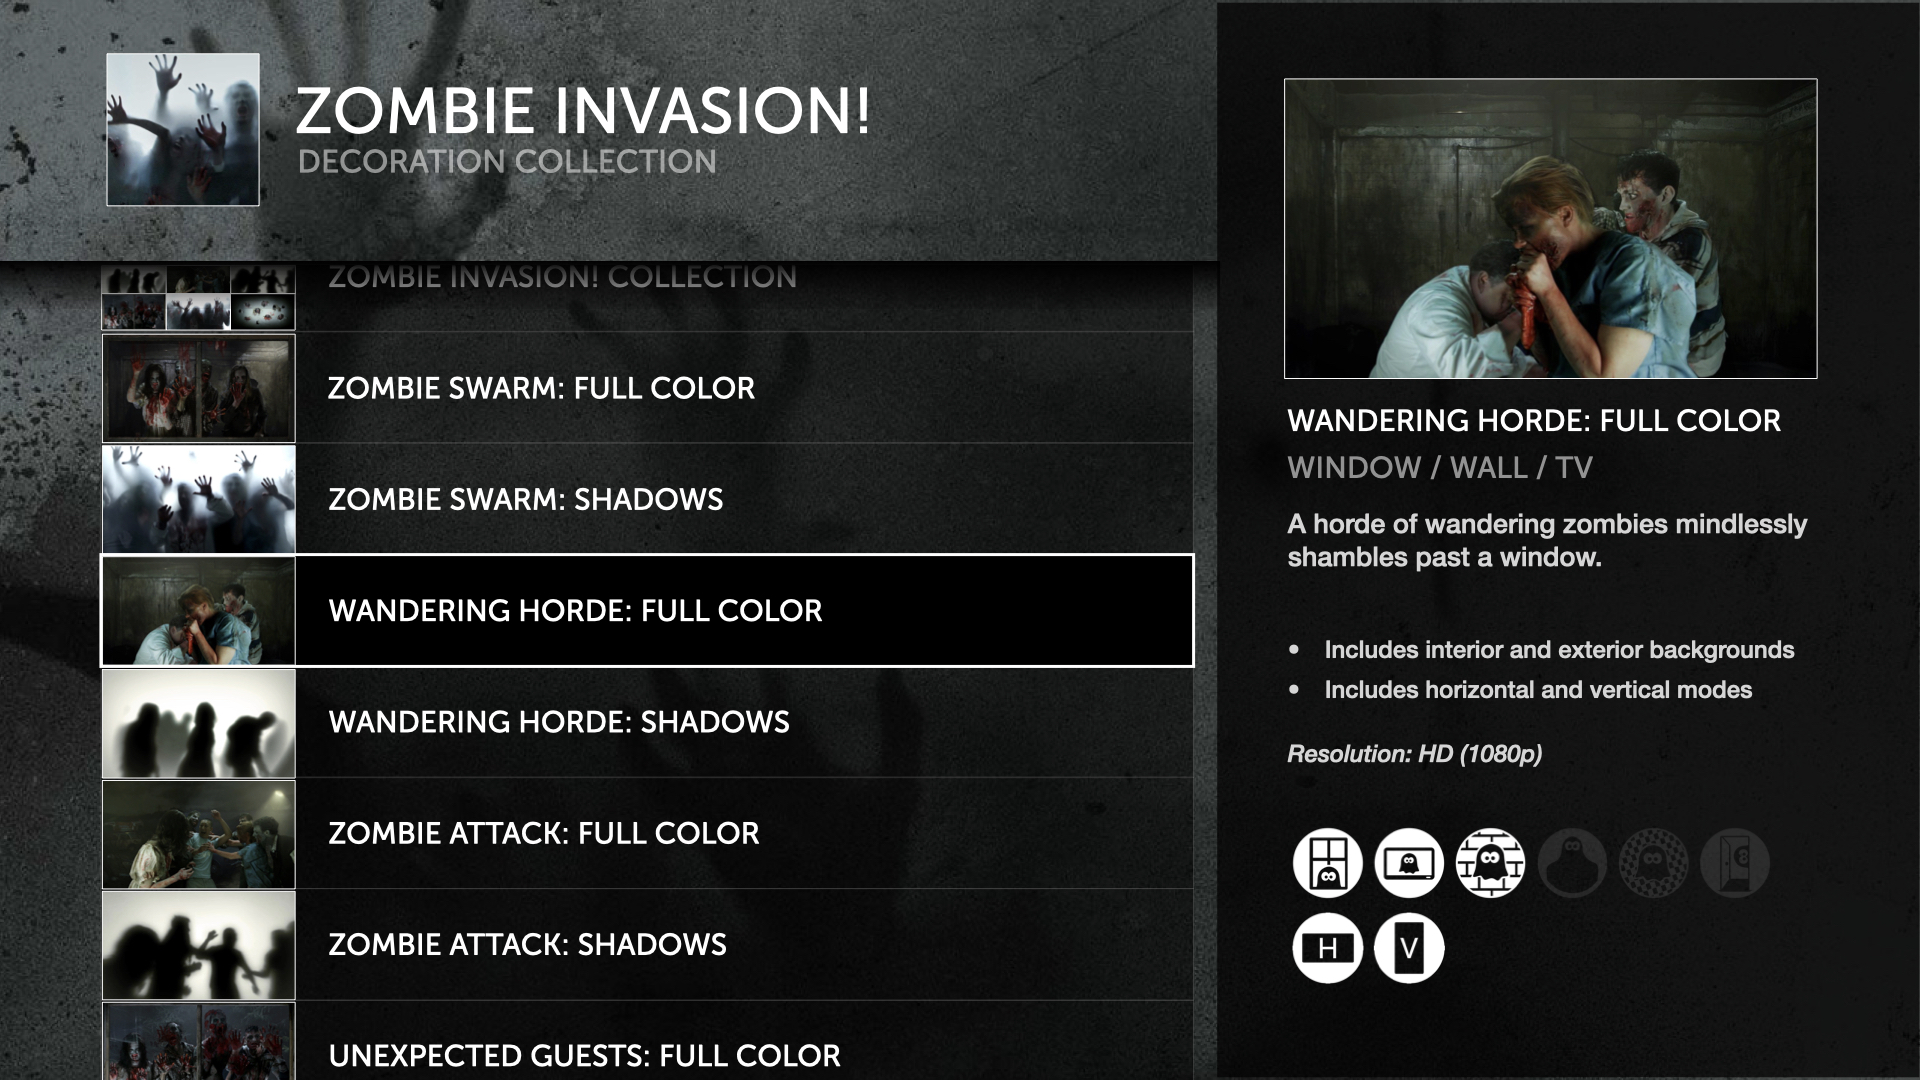 ZOMBIE INVASION!
DECORATION COLLECTION
ZOMBIE INVASION! COLLECTION
ZOMBIE SWARM: FULL COLOR
ZOMBIE SWARM: SHADOWS
WANDERING HORDE: FULL COLOR
WANDERING HORDE: SHADOWS
ZOMBIE ATTACK: FULL COLOR
ZOMBIE ATTACK: SHADOWS
UNEXPECTED GUESTS: FULL COLOR
WANDERING HORDE: FULL COLOR
WINDOW / WALL / TV
A horde of wandering zombies mindlessly
shambles past a window.
• Includes interior and exterior backgrounds
• Includes horizontal and vertical modes
Resolution: HD (1080p)
H V